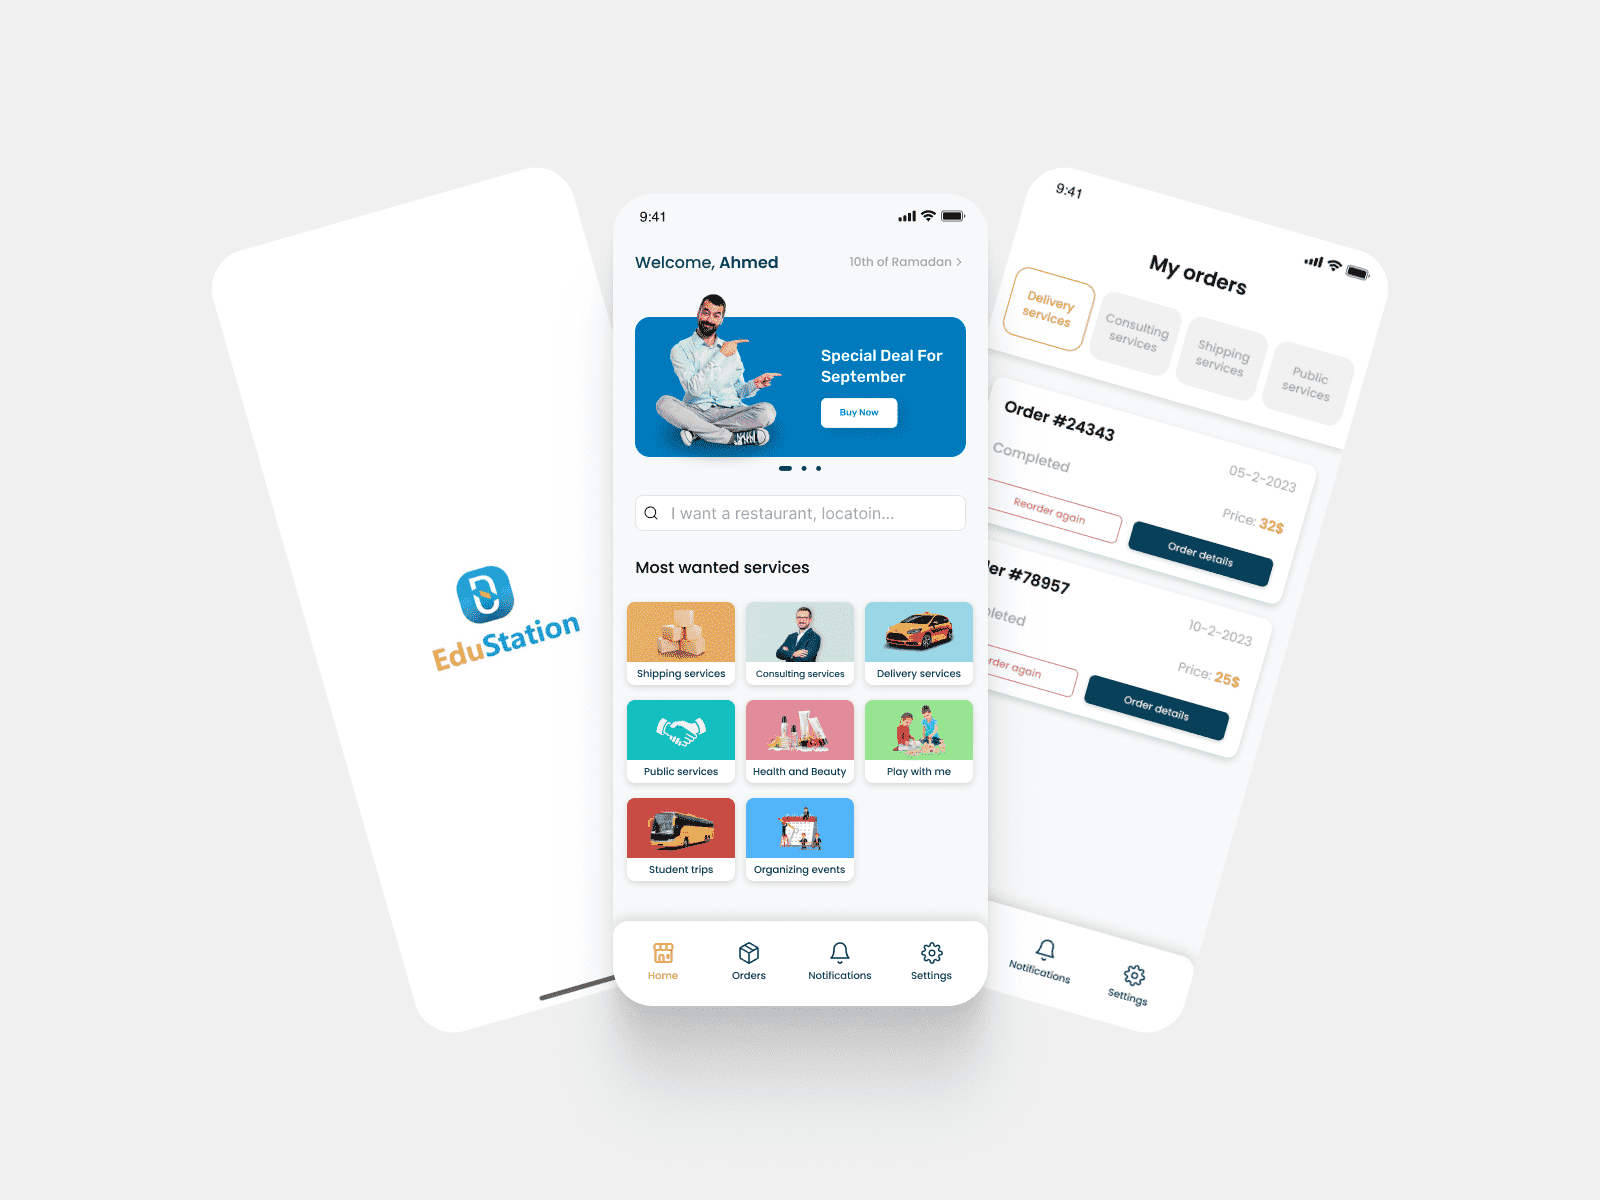 EduStation
9:41
Welcome, Ahmed
10th of Ramadan >
Special Deal For
September
Buy Now
I want a restaurant, locatoin...
Most wanted services
Shipping services
Consulting services
Delivery services
Public services
Health and Beauty
Play with me
Student trips
Organizing events
Home
Orders
Notifications
Settings
9:41
My orders
Delivery
services
Consulting
services
Shipping
services
Public
services
Order #24343
Completed
05-2-2023
Price: 32$
Reorder again
Order details
er #78957
leted
10-2-2023
Price: 25$
rder again
Order details
Notifications
Settings